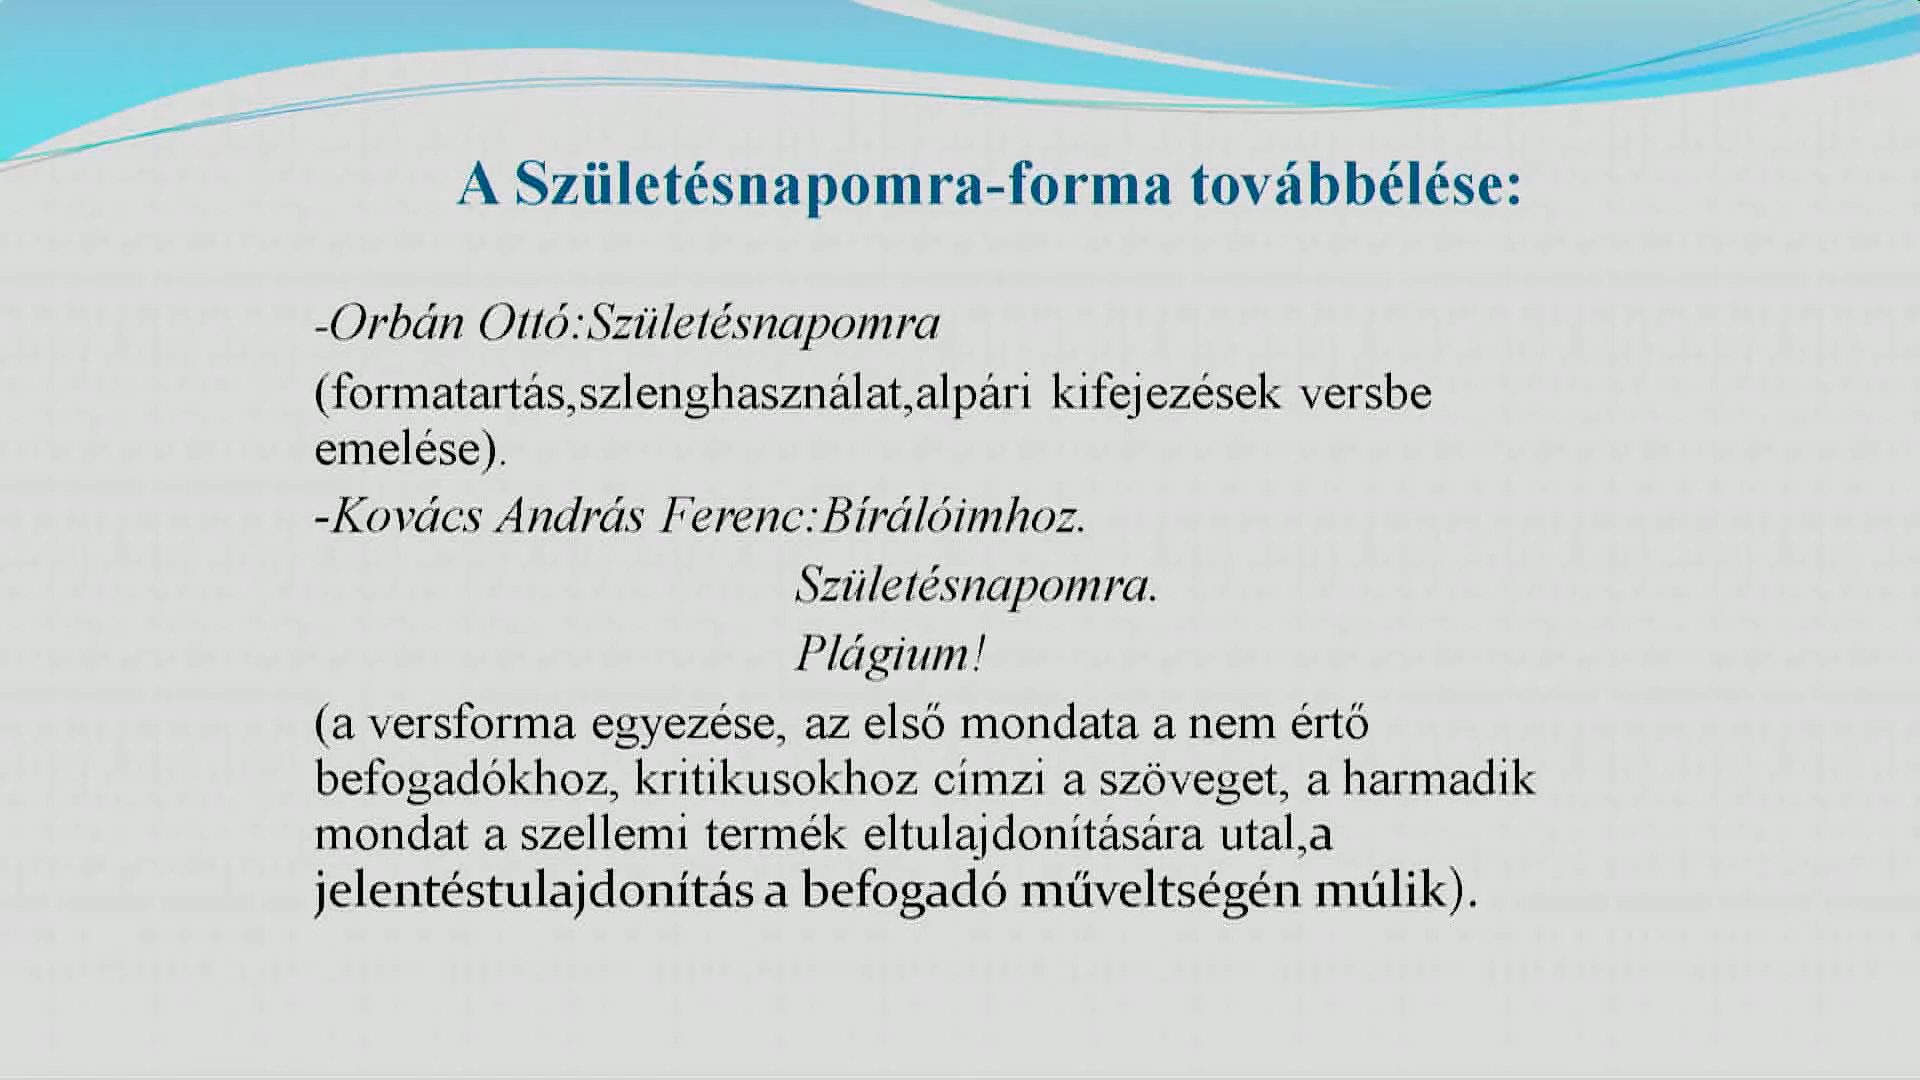 A Születésnapomra-forma továbbélése:
-Orbán Ottó:Születésnapomra
(formatartás,szlenghasználat,alpári kifejezések versbe
emelése).
-Kovács András Ferenc:Bírálóimhoz.
Születésnapomra.
Plágium!
(a versforma egyezése, az első mondata a nem értő
befogadókhoz, kritikusokhoz címzi a szöveget, a harmadik
mondat a szellemi termék eltulajdonítására utal,a
jelentéstulajdonítás a befogadó műveltségén múlik).